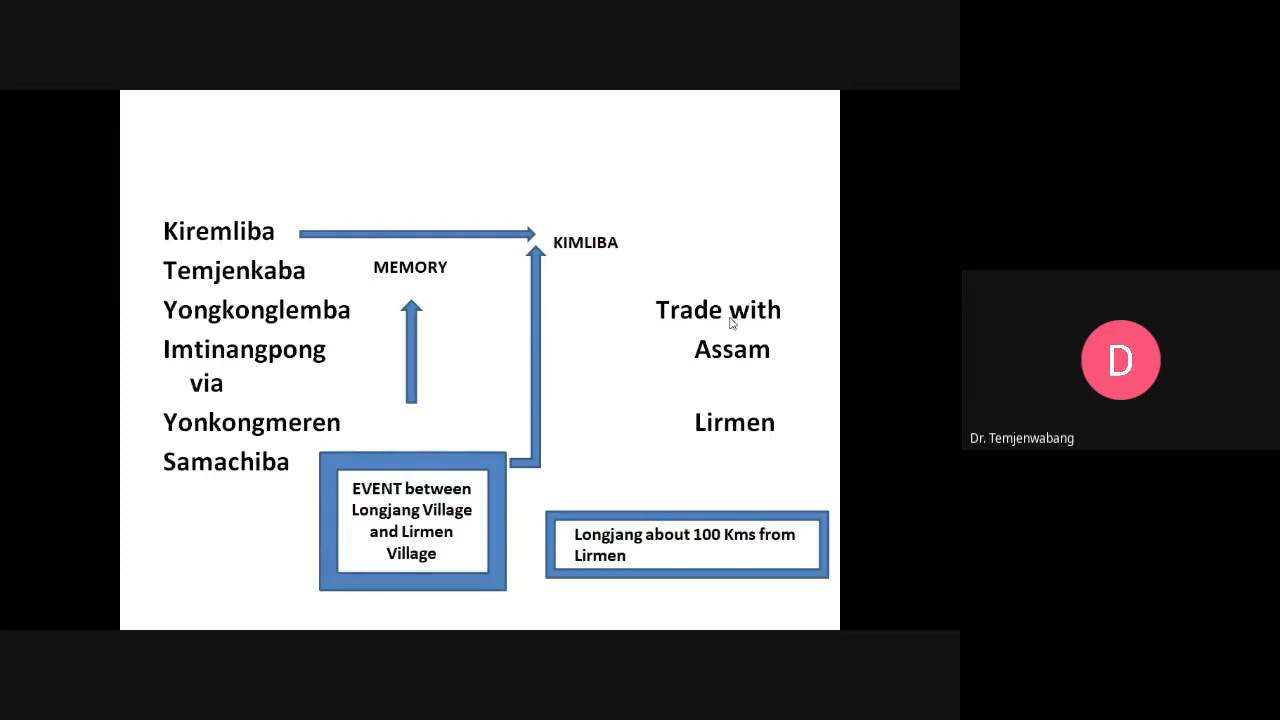 Kiremliba
KIMLIBA
Temjenkaba
MEMORY
Yongkonglemba
Trade with
Imtinangpong
Assam
via
Yonkongmeren
Lirmen
Samachiba
EVENT between
Longjang Village
and Lirmen
Village
Longjang about 100 Kms from
Lirmen
D
Dr. Temjenwabang